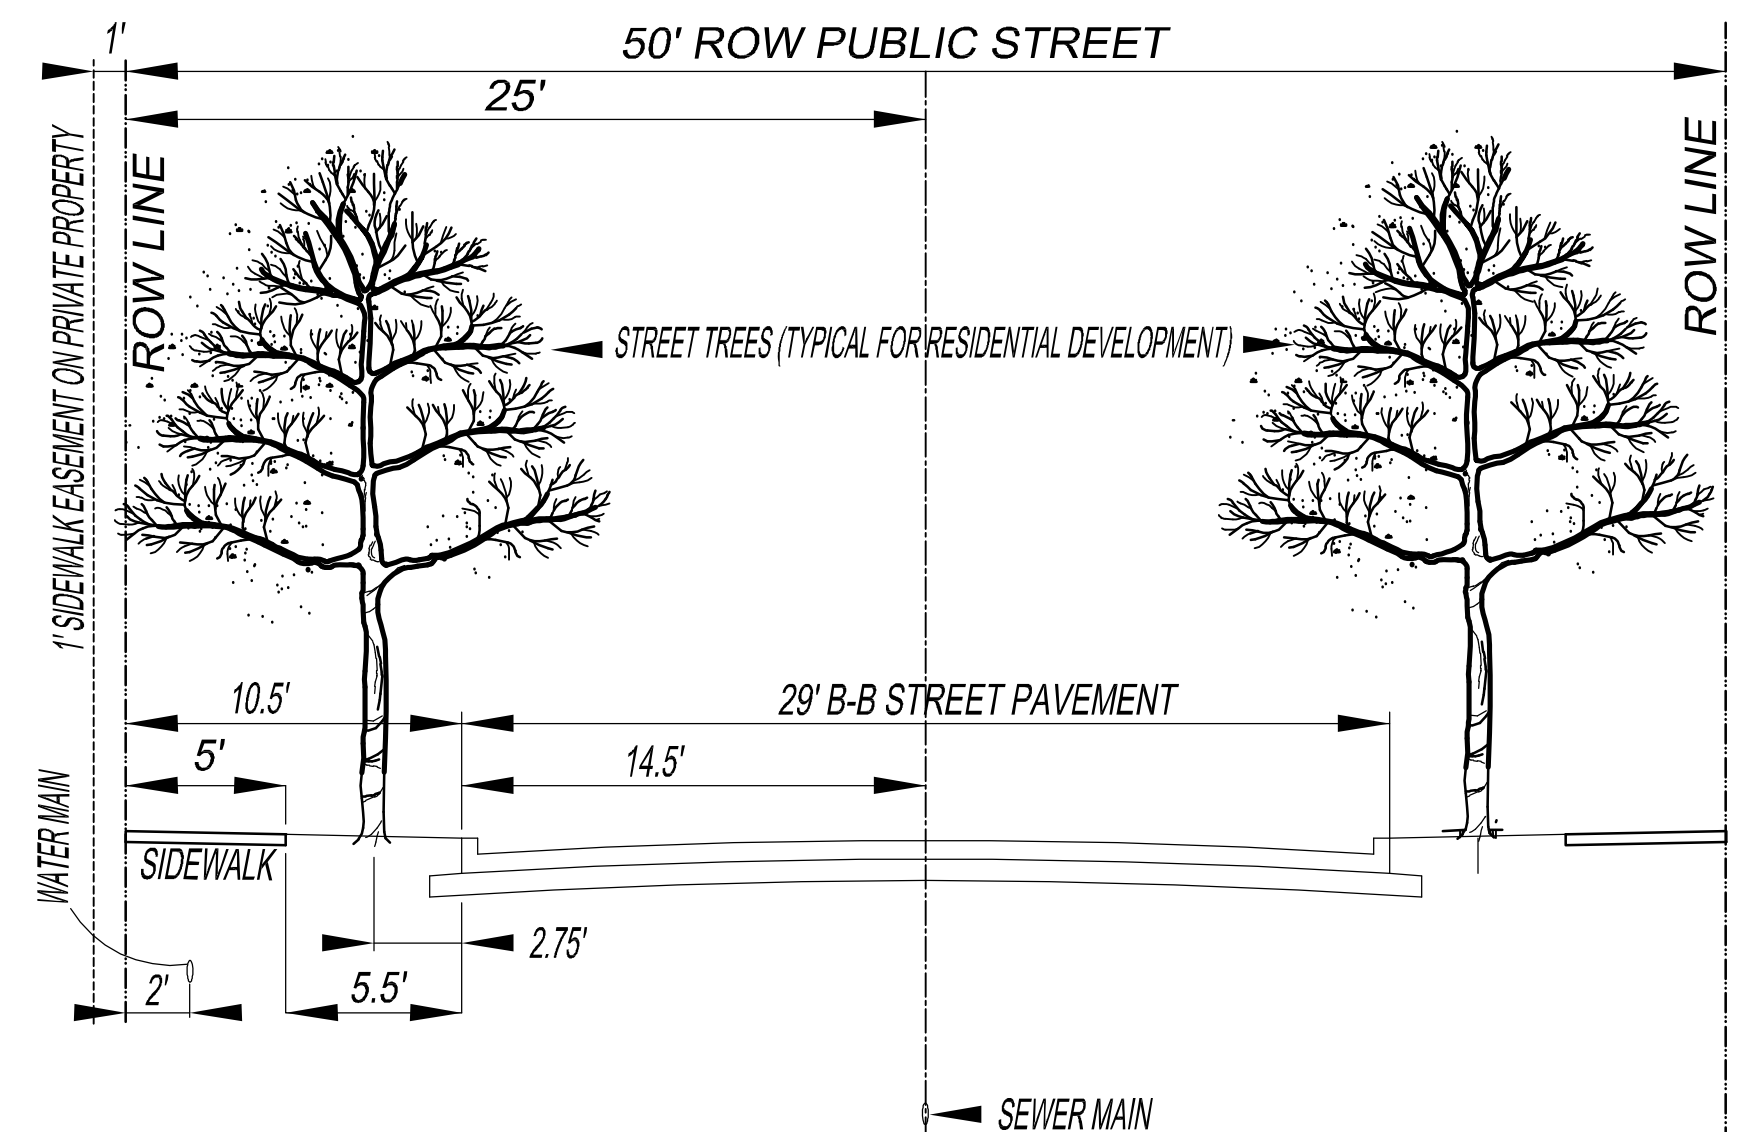 1'
50' ROW PUBLIC STREET
25'
1' SIDEWALK EASEMENT ON PRIVATE PROPERTY
ROW LINE
ROW LINE
STREET TREES (TYPICAL FOR RESIDENTIAL DEVELOPMENT)
10.5'
29' B-B STREET PAVEMENT
5'
14.5'
WATER MAIN
SIDEWALK
2.75'
2'
5.5'
SEWER MAIN